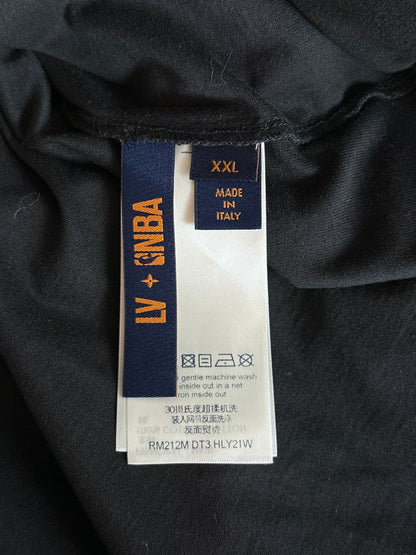 XXL
MADE
IN
ITALY
LV + NBA
gentle machine wash
inside out in a net
iron inside out
30摄氏度超柔机洗
装入网袋反面洗涤
反面熨烫
RM212M DT3 HLY21W